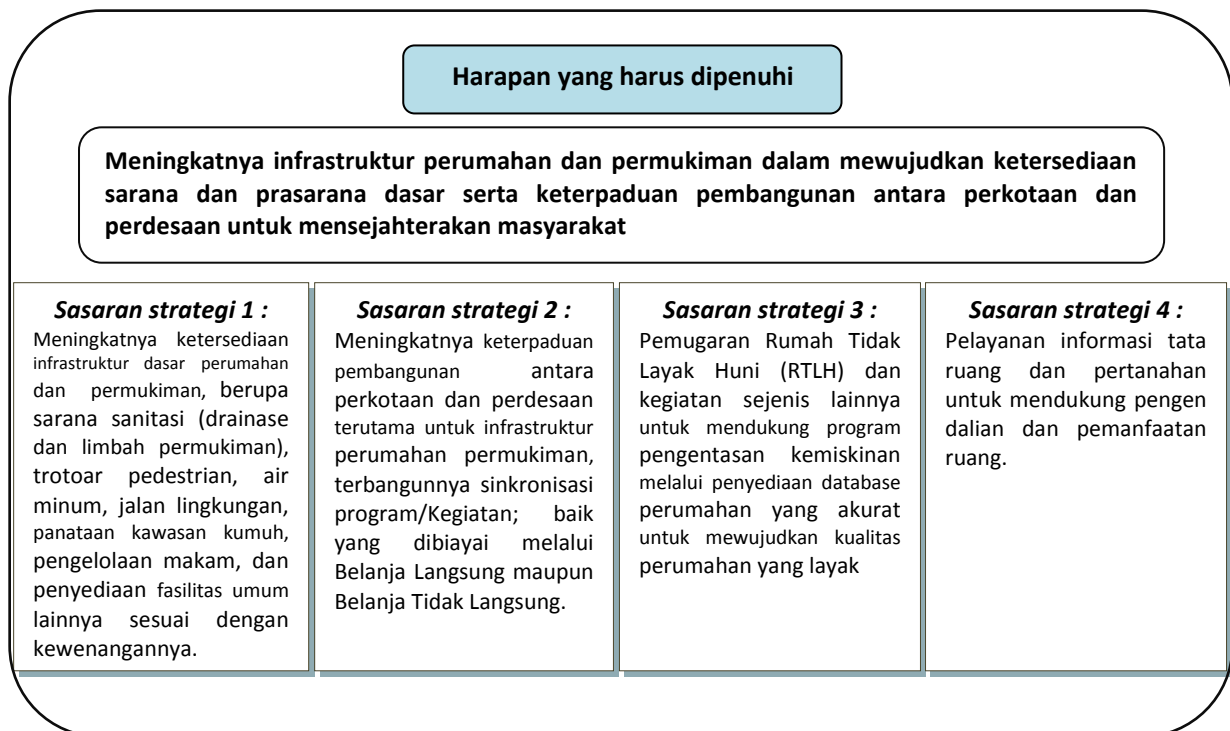 Harapan yang harus dipenuhi
Meningkatnya infrastruktur perumahan dan permukiman dalam mewujudkan ketersediaan
sarana dan prasarana dasar serta keterpaduan pembangunan antara perkotaan dan
perdesaan untuk mensejahterakan masyarakat
Sasaran strategi 1 :
Meningkatnya ketersediaan
infrastruktur dasar perumahan
dan permukiman, berupa
sarana sanitasi (drainase
dan limbah permukiman),
trotoar pedestrian, air
minum, jalan lingkungan,
panataan kawasan kumuh,
pengelolaan makam, dan
penyediaan fasilitas umum
lainnya sesuai dengan
kewenangannya.
Sasaran strategi 2 :
Meningkatnya keterpaduan
pembangunan antara
perkotaan dan perdesaan
terutama untuk infrastruktur
perumahan permukiman,
terbangunnya sinkronisasi
program/Kegiatan; baik
yang dibiayai melalui
Belanja Langsung maupun
Belanja Tidak Langsung.
Sasaran strategi 3 :
Pemugaran Rumah Tidak
Layak Huni (RTLH) dan
kegiatan sejenis lainnya
untuk mendukung program
pengentasan kemiskinan
melalui penyediaan database
perumahan yang akurat
untuk mewujudkan kualitas
perumahan yang layak
Sasaran strategi 4 :
Pelayanan informasi tata
ruang dan pertanahan
untuk mendukung pengen
dalian dan pemanfaatan
ruang.